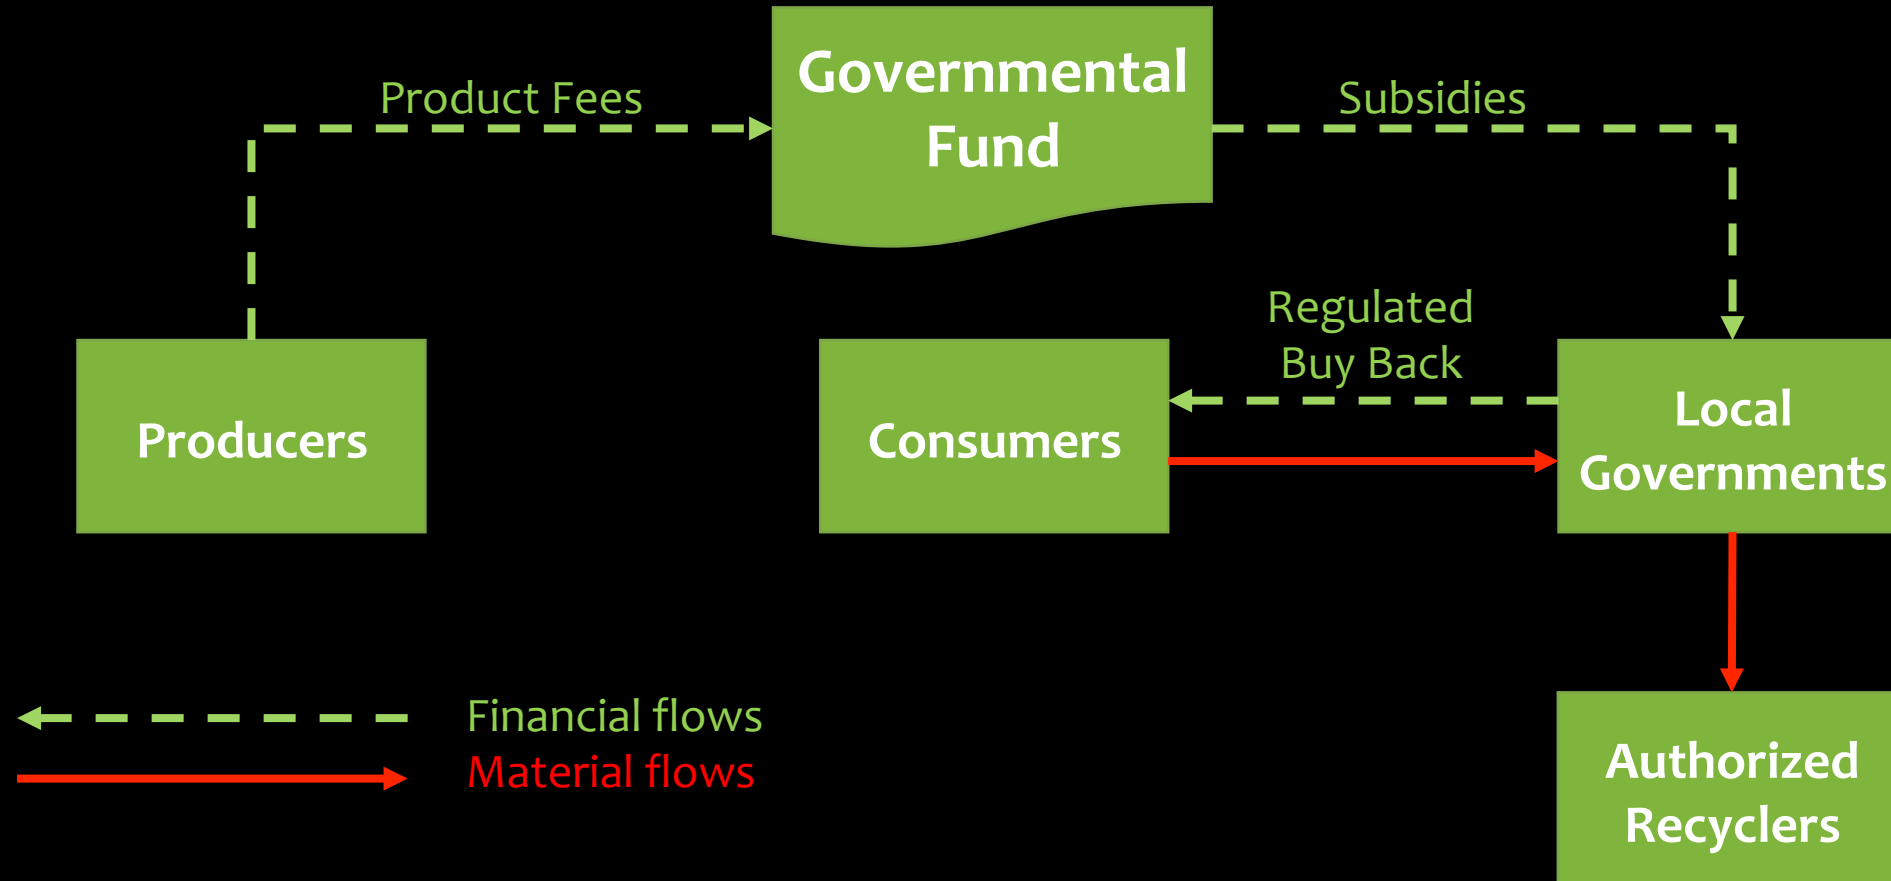 Governmental
Fund
Product Fees
Subsidies
Regulated
Buy Back
Producers
Consumers
Local
Governments
Financial flows
Material flows
Authorized
Recyclers